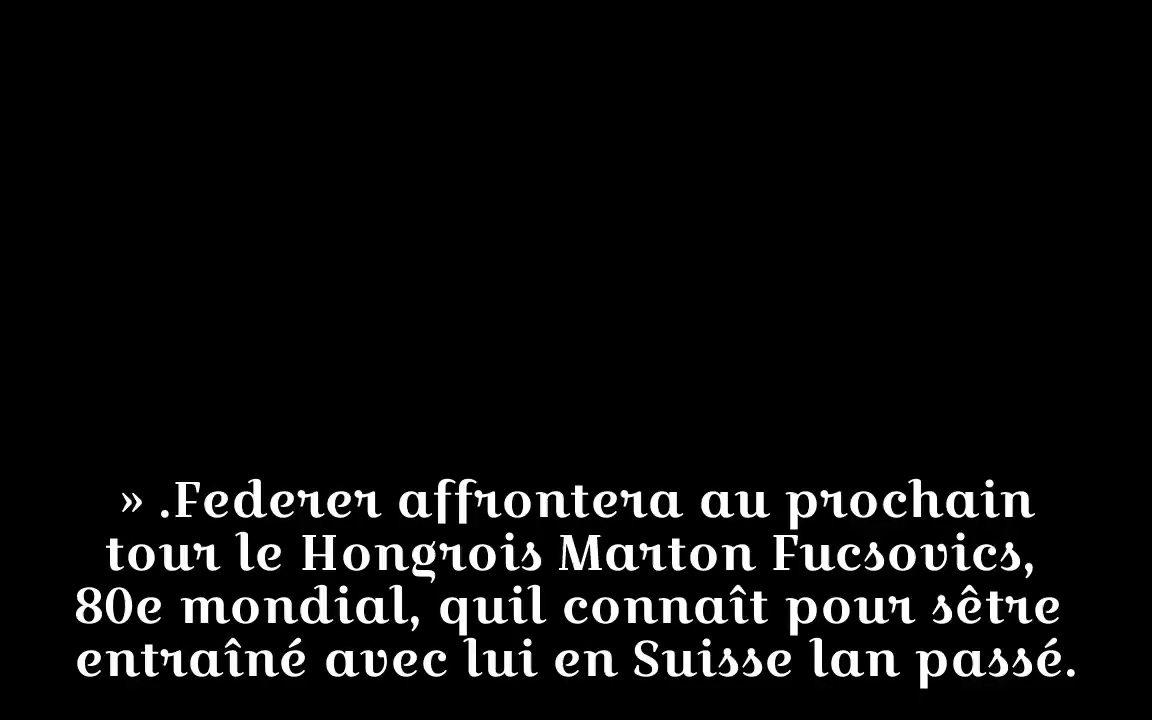 » .Federer affrontera au prochain
tour le Hongrois Marton Fucsovics,
80e mondial, quil connaît pour sêtre
entraîné avec lui en Suisse lan passé.